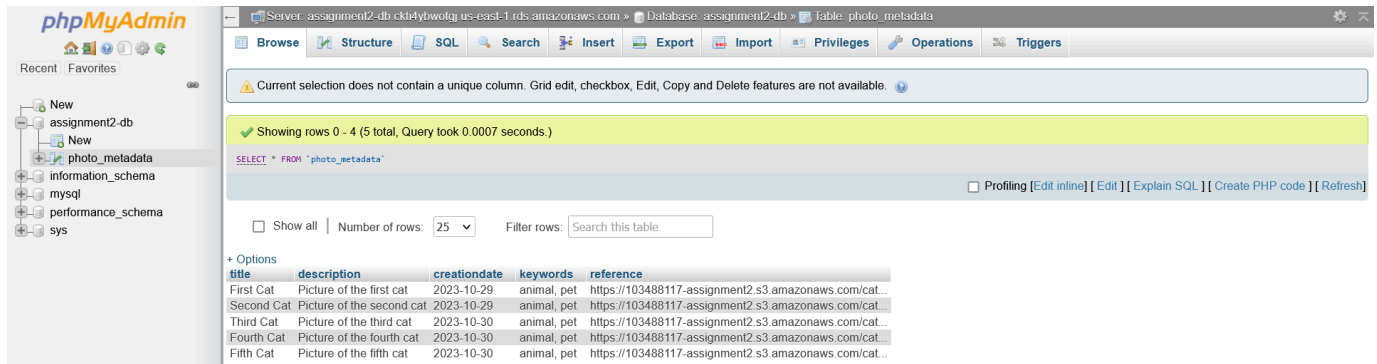 phpMyAdmin
Recent Favorites
New
assignment2-db
New
photo_metadata
information_schema
mysql
performance_schema
sys
Server: assignment2-db.ckti4ybwotgj.us-east-1.rds.amazonaws.com » Database: assignment2-db » Table: photo_metadata
Browse Structure SQL Search Insert Export Import Privileges Operations Triggers
Current selection does not contain a unique column. Grid edit, checkbox, Edit, Copy and Delete features are not available.
Showing rows 0 - 4 (5 total, Query took 0.0007 seconds.)
SELECT * FROM `photo_metadata`
Profiling [Edit inline] [ Edit ] [ Explain SQL ] [ Create PHP code ] [ Refresh]
Show all | Number of rows: 25 Filter rows: Search this table
+ Options
title description creationdate keywords reference
First Cat Picture of the first cat 2023-10-29 animal, pet https://103488117-assignment2.s3.amazonaws.com/cat...
Second Cat Picture of the second cat 2023-10-29 animal, pet https://103488117-assignment2.s3.amazonaws.com/cat...
Third Cat Picture of the third cat 2023-10-30 animal, pet https://103488117-assignment2.s3.amazonaws.com/cat...
Fourth Cat Picture of the fourth cat 2023-10-30 animal, pet https://103488117-assignment2.s3.amazonaws.com/cat...
Fifth Cat Picture of the fifth cat 2023-10-30 animal, pet https://103488117-assignment2.s3.amazonaws.com/cat...